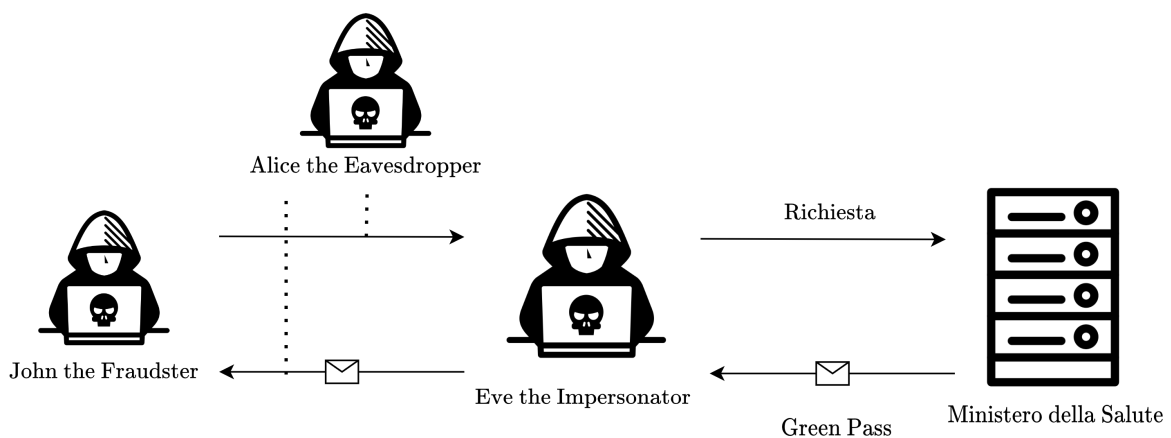 Alice the Eavesdropper
Richiesta
John the Fraudster
Eve the Impersonator
Green Pass
Ministero della Salute